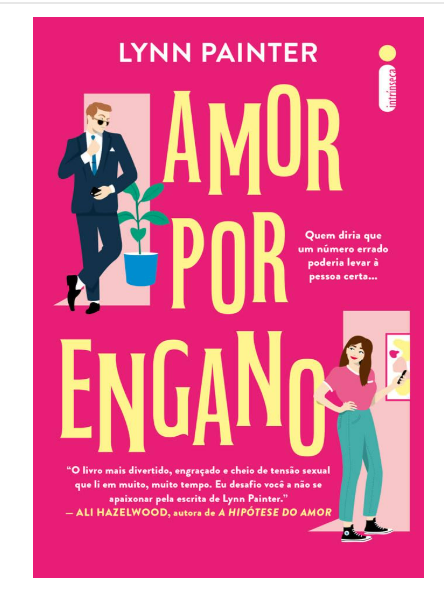 LYNN PAINTER
intrínseca
AMOR
POR
ENGANO
Quem diria que
um número errado
poderia levar à
pessoa certa...
“O livro mais divertido, engraçado e cheio de tensão sexual
que li em muito, muito tempo. Eu desafio você a não se
apaixonar pela escrita de Lynn Painter.”
— ALI HAZELWOOD, autora de A HIPÓTESE DO AMOR